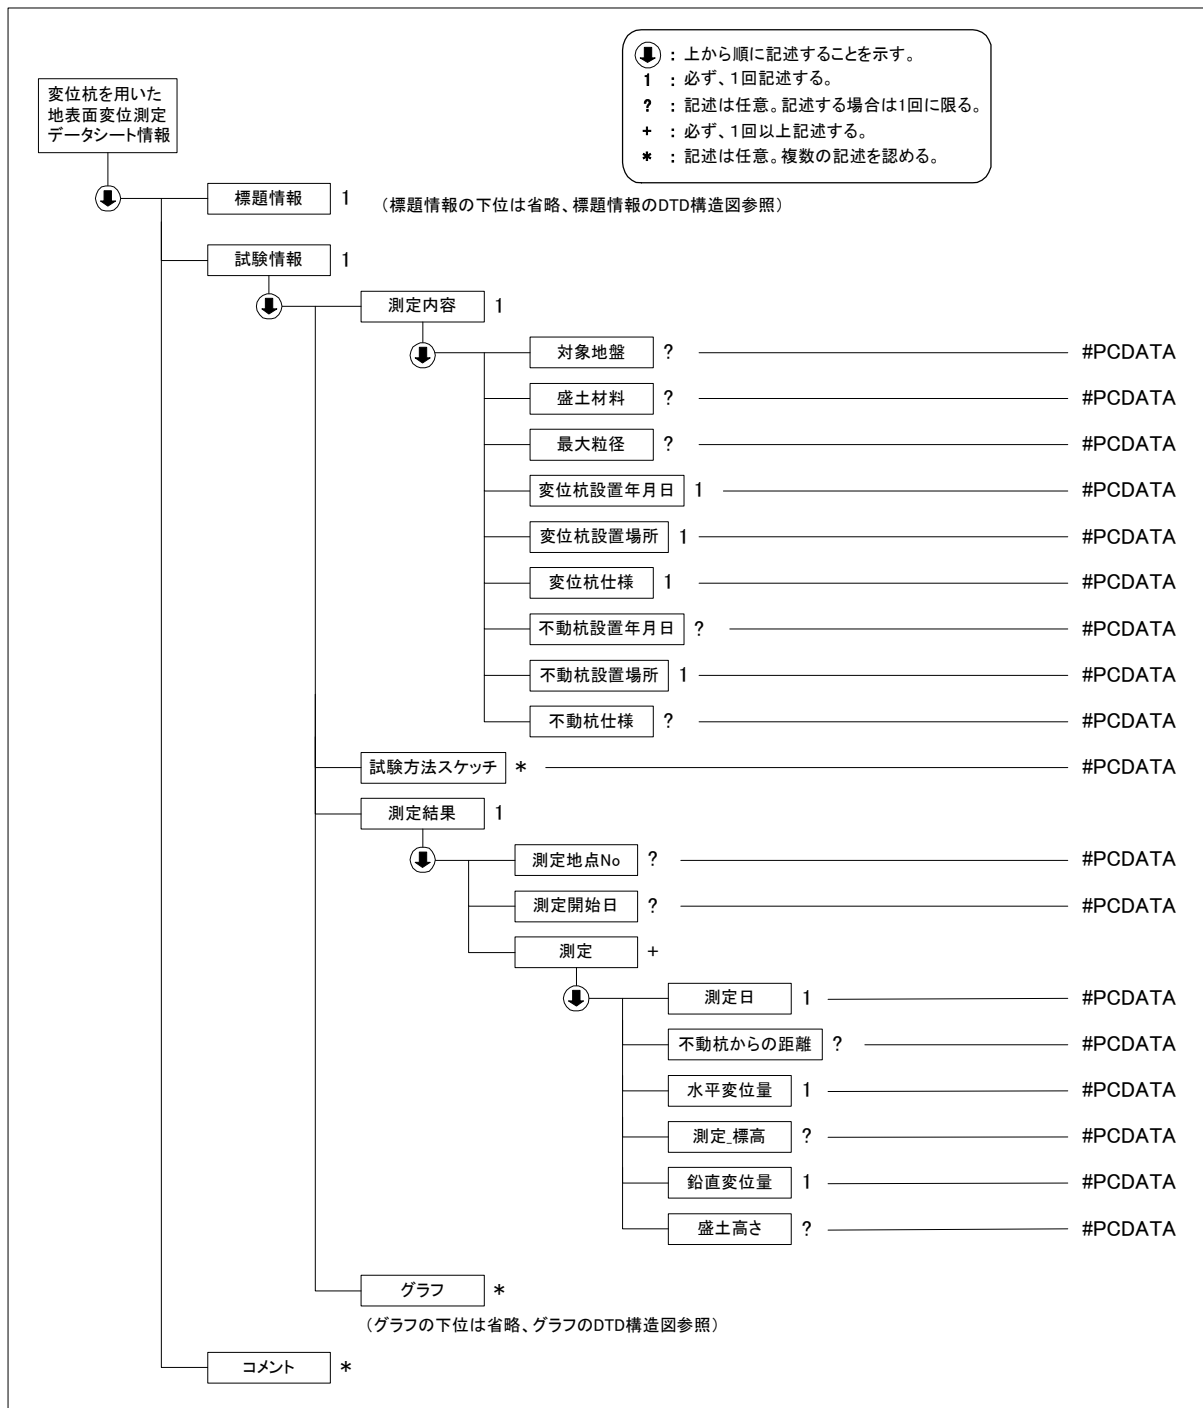 ：上から順に記述することを示す。
1 ：必ず、1回記述する。
? ：記述は任意。記述する場合は1回に限る。
+ ：必ず、1回以上記述する。
* ：記述は任意。複数の記述を認める。
変位杭を用いた
地表面変位測定
データシート情報
標題情報 1 （標題情報の下位は省略、標題情報のDTD構造図参照）
試験情報 1
測定内容 1
対象地盤 ? #PCDATA
盛土材料 ? #PCDATA
最大粒径 ? #PCDATA
変位杭設置年月日 1 #PCDATA
変位杭設置場所 1 #PCDATA
変位杭仕様 1 #PCDATA
不動杭設置年月日 ? #PCDATA
不動杭設置場所 1 #PCDATA
不動杭仕様 ? #PCDATA
試験方法スケッチ * #PCDATA
測定結果 1
測定地点No ? #PCDATA
測定開始日 ? #PCDATA
測定 +
測定日 1 #PCDATA
不動杭からの距離 ? #PCDATA
水平変位量 1 #PCDATA
測定_標高 ? #PCDATA
鉛直変位量 1 #PCDATA
盛土高さ ? #PCDATA
グラフ *
（グラフの下位は省略、グラフのDTD構造図参照）
コメント *